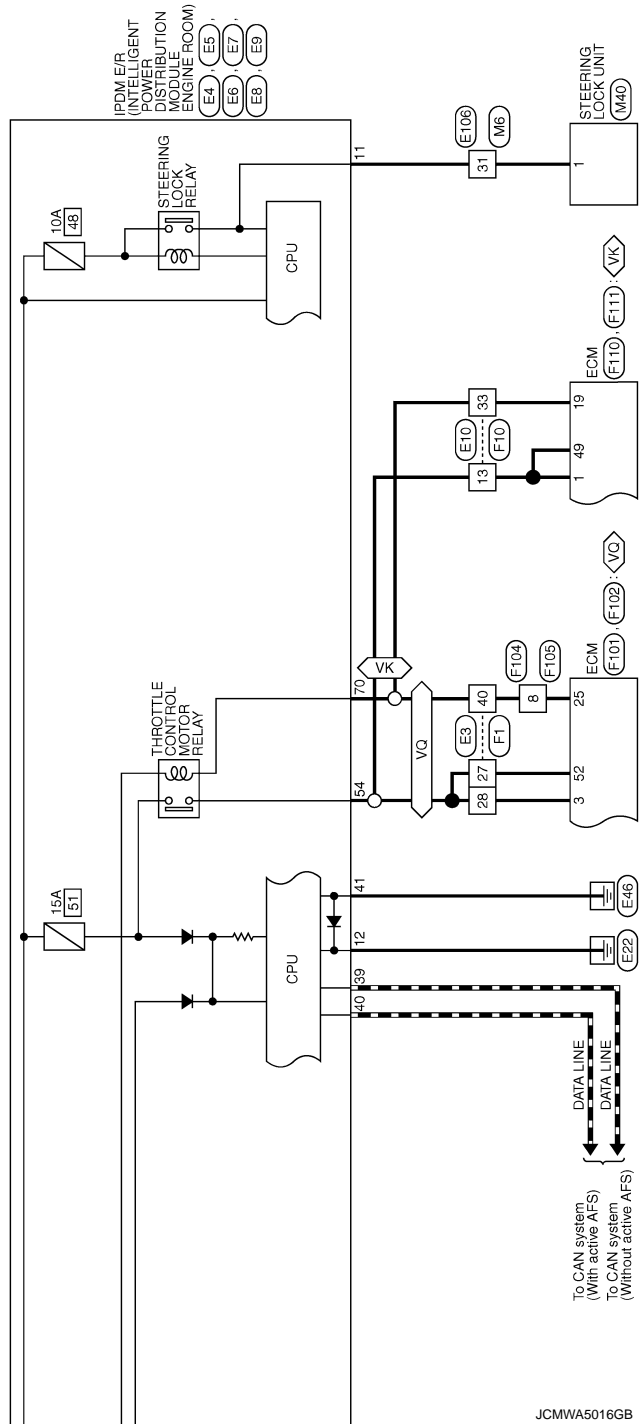 IPDM E/R
(INTELLIGENT
POWER
DISTRIBUTION
MODULE
ENGINE ROOM)
E4 , E5 ,
E6 , E7 ,
E8 , E9
10A
48
STEERING
LOCK
RELAY
CPU
11
E106
31
M6
1
STEERING
LOCK UNIT
M40
THROTTLE
CONTROL
MOTOR
RELAY
54
70
VK
VQ
E10
13
33
F10
1
49
19
ECM
F110 , F111 : VK
E3
28
27
40
F1
F104
8
F105
3
52
25
ECM
F101 , F102 : VQ
15A
51
CPU
40
39
12
41
E22
E46
DATA LINE
DATA LINE
To CAN system
(With active AFS)
To CAN system
(Without active AFS)
JCMWA5016GB